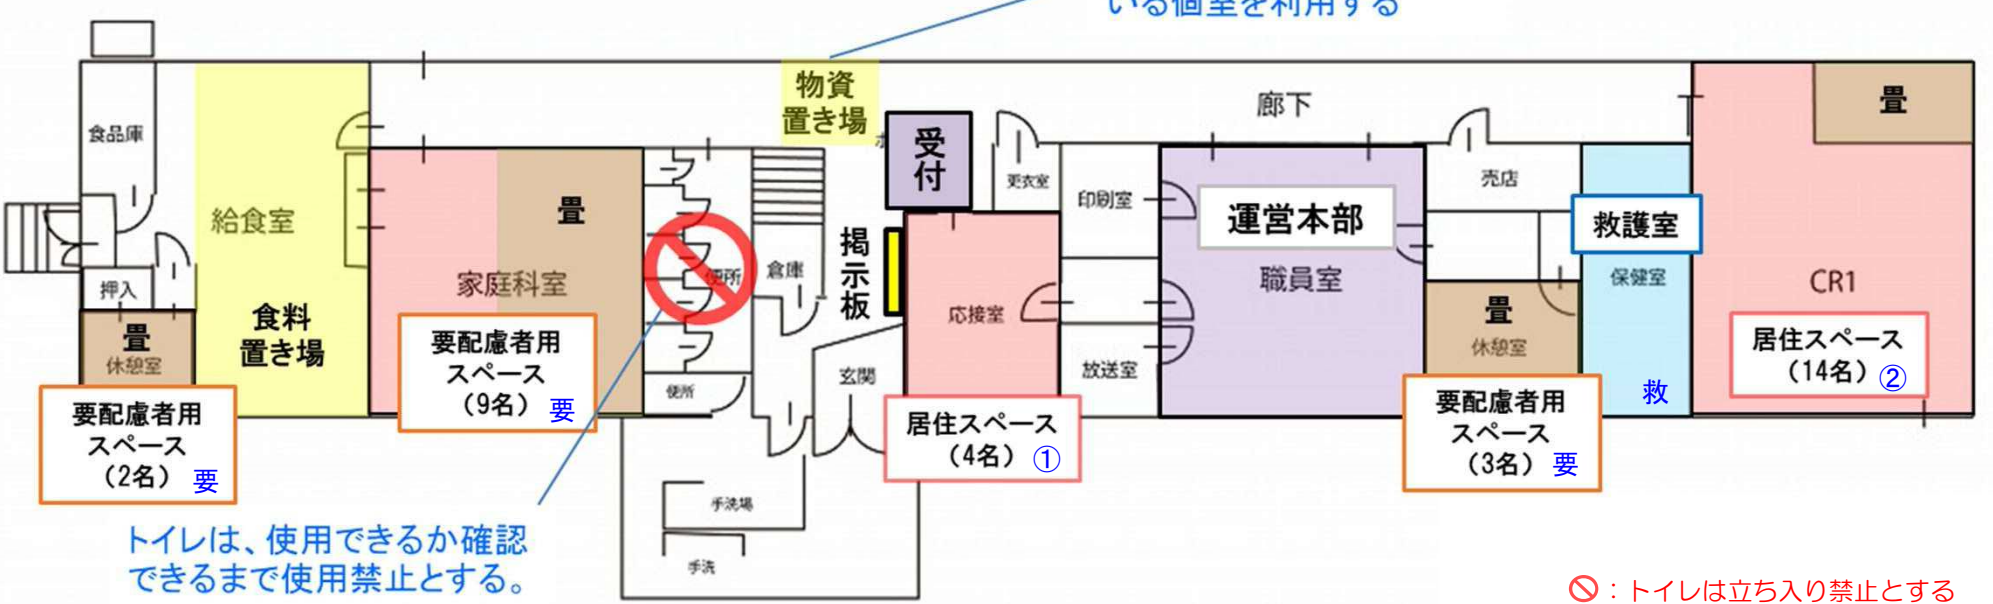 いる個室を利用する
物資
置き場
廊下
畳
食品庫
受
付
更衣室
印刷室
売店
給食室
畳
運営本部
救護室
掲
示
板
便所
倉庫
家庭科室
職員室
保健室
CR1
押入
食料
置き場
応接室
畳
休憩室
畳
休憩室
要配慮者用
スペース
(9名) 要
便所
玄関
放送室
居住スペース
(14名) ②
救
要配慮者用
スペース
(2名) 要
居住スペース
(4名) ①
要配慮者用
スペース
(3名) 要
手洗場
手洗
トイレは、使用できるか確認
できるまで使用禁止とする。
：トイレは立ち入り禁止とする